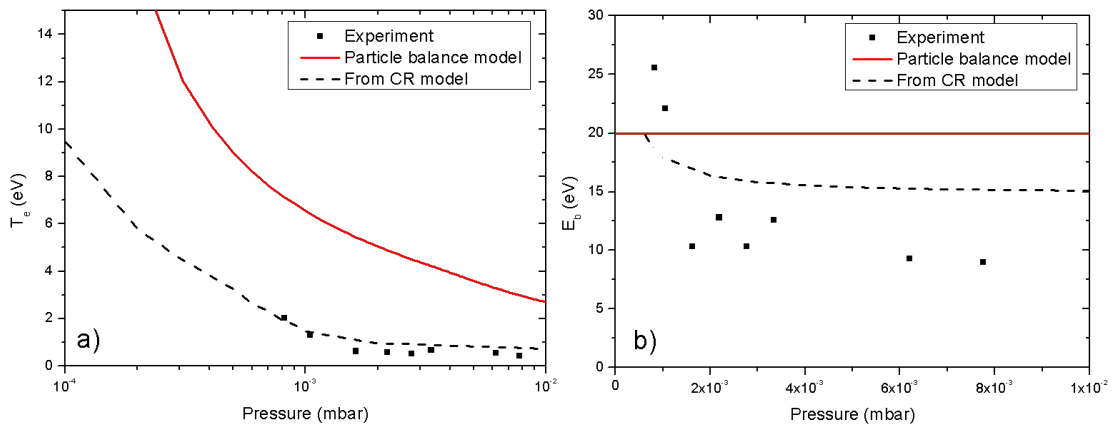 14
12
10
8
6
4
2
0
T_e (eV)
10^-4
10^-3
10^-2
Pressure (mbar)
Experiment
Particle balance model
From CR model
a)
30
25
20
15
10
5
0
E_b (eV)
0
2x10^-3
4x10^-3
6x10^-3
8x10^-3
1x10^-2
Pressure (mbar)
Experiment
Particle balance model
From CR model
b)